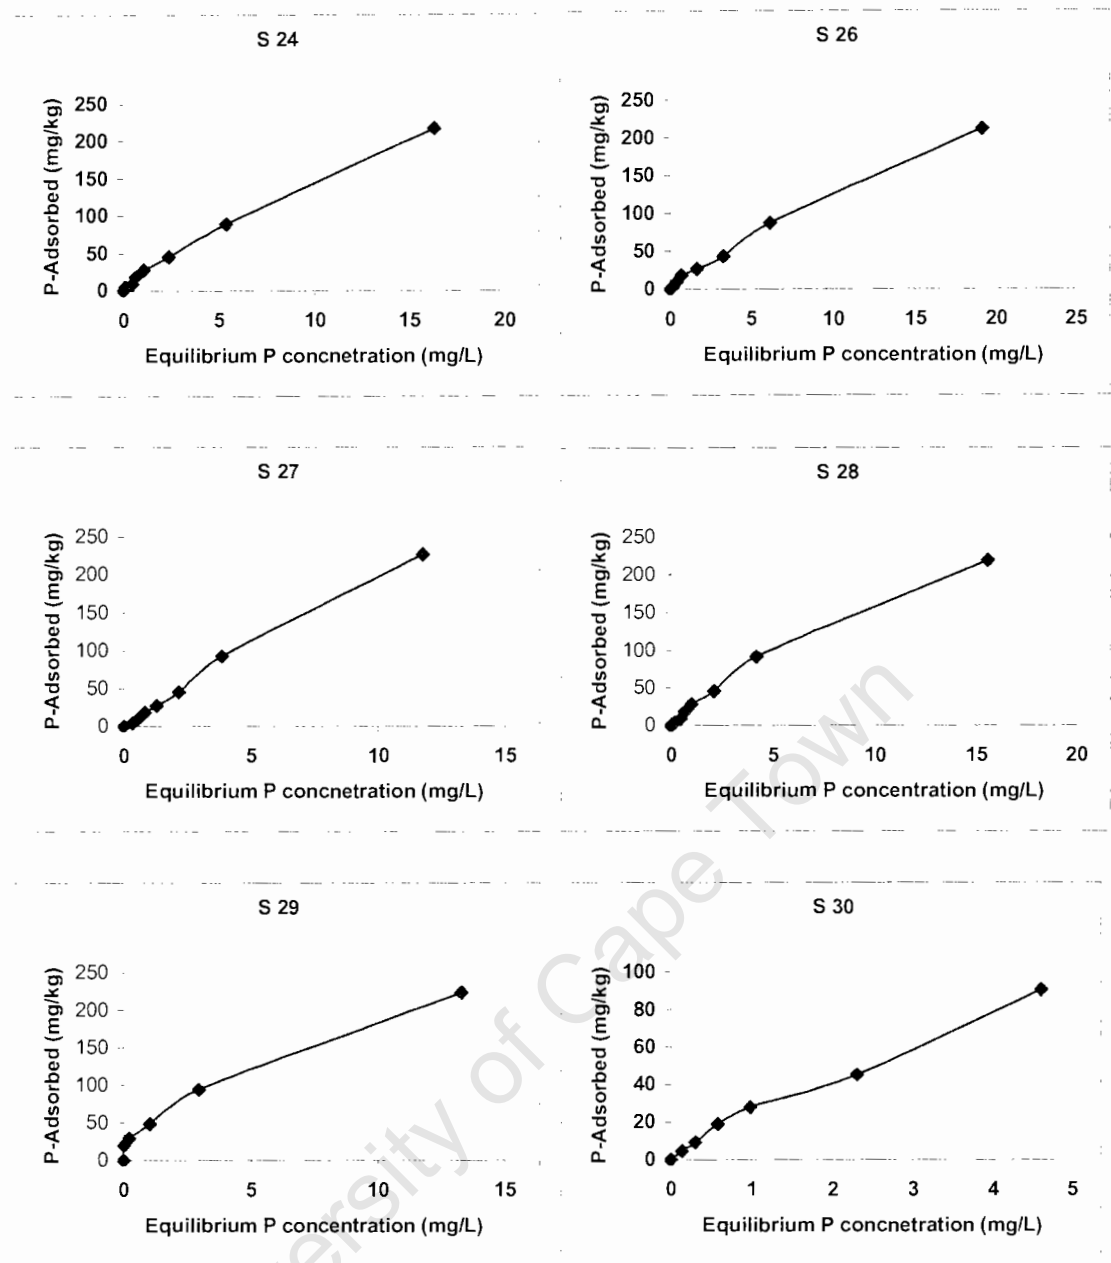 S 24
P-Adsorbed (mg/kg)
250
200
150
100
50
0
0 5 10 15 20
Equilibrium P concnetration (mg/L)
S 26
P-Adsorbed (mg/kg)
250
200
150
100
50
0
0 5 10 15 20 25
Equilibrium P concentration (mg/L)
S 27
P-Adsorbed (mg/kg)
250
200
150
100
50
0
0 5 10 15
Equilibrium P concnetration (mg/L)
S 28
P-Adsorbed (mg/kg)
250
200
150
100
50
0
0 5 10 15 20
Equilibrium P concentration (mg/L)
S 29
P-Adsorbed (mg/kg)
250
200
150
100
50
0
0 5 10 15
Equilibrium P concentration (mg/L)
S 30
P-Adsorbed (mg/kg)
100
80
60
40
20
0
0 1 2 3 4 5
Equilibrium P concnetration (mg/L)
ersity of Cape Town